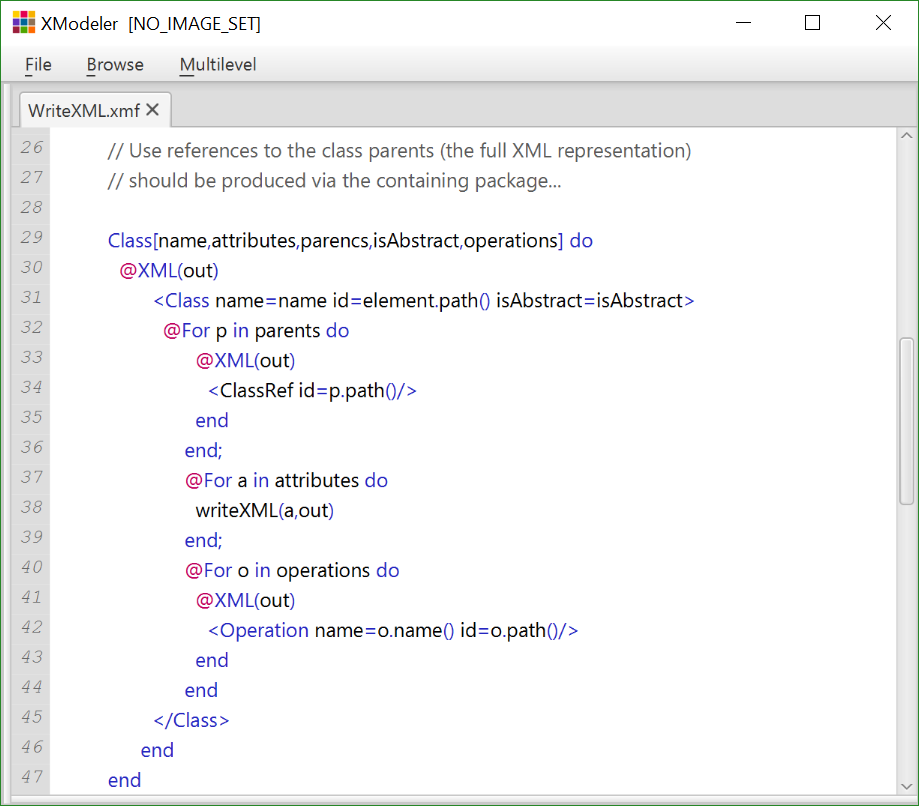 XModeler [NO_IMAGE_SET]
File Browse Multilevel
WriteXML.xmf
26 // Use references to the class parents (the full XML representation)
27 // should be produced via the containing package...
28
29 Class[name,attributes,parencs,isAbstract,operations] do
30 @XML(out)
31 <Class name=name id=element.path() isAbstract=isAbstract>
32 @For p in parents do
33 @XML(out)
34 <ClassRef id=p.path()/>
35 end
36 end;
37 @For a in attributes do
38 writeXML(a,out)
39 end;
40 @For o in operations do
41 @XML(out)
42 <Operation name=o.name() id=o.path()/>
43 end
44 end
45 </Class>
46 end
47 end